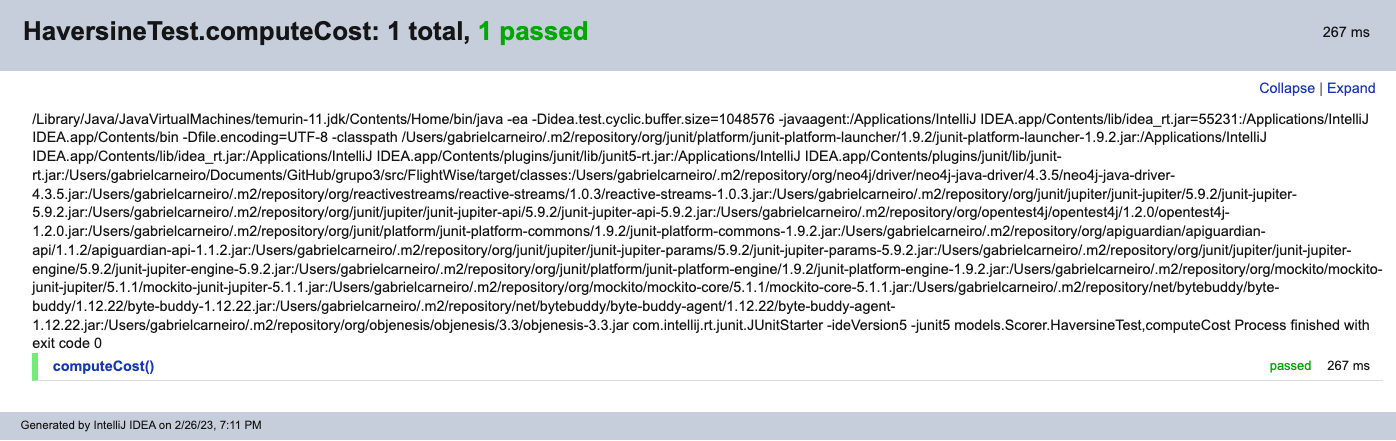 HaversineTest.computeCost: 1 total, 1 passed
267 ms
Collapse | Expand
/Library/Java/JavaVirtualMachines/temurin-11.jdk/Contents/Home/bin/java -ea -Didea.test.cyclic.buffer.size=1048576 -javaagent:/Applications/IntelliJ IDEA.app/Contents/lib/idea_rt.jar=55231:/Applications/IntelliJ
IDEA.app/Contents/bin -Dfile.encoding=UTF-8 -classpath /Users/gabrielcarneiro/.m2/repository/org/junit/platform/junit-platform-launcher/1.9.2/junit-platform-launcher-1.9.2.jar:/Applications/IntelliJ
IDEA.app/Contents/lib/idea_rt.jar:/Applications/IntelliJ IDEA.app/Contents/plugins/junit/lib/junit5-rt.jar:/Applications/IntelliJ IDEA.app/Contents/plugins/junit/lib/junit-
rt.jar:/Users/gabrielcarneiro/Documents/GitHub/grupo3/src/FlightWise/target/classes:/Users/gabrielcarneiro/.m2/repository/org/neo4j/driver/neo4j-java-driver/4.3.5/neo4j-java-driver-
4.3.5.jar:/Users/gabrielcarneiro/.m2/repository/org/reactivestreams/reactive-streams/1.0.3/reactive-streams-1.0.3.jar:/Users/gabrielcarneiro/.m2/repository/org/junit/jupiter/junit-jupiter/5.9.2/junit-jupiter-
5.9.2.jar:/Users/gabrielcarneiro/.m2/repository/org/junit/jupiter/junit-jupiter-api/5.9.2/junit-jupiter-api-5.9.2.jar:/Users/gabrielcarneiro/.m2/repository/org/opentest4j/opentest4j/1.2.0/opentest4j-
1.2.0.jar:/Users/gabrielcarneiro/.m2/repository/org/junit/platform/junit-platform-commons/1.9.2/junit-platform-commons-1.9.2.jar:/Users/gabrielcarneiro/.m2/repository/org/apiguardian/apiguardian-
api/1.1.2/apiguardian-api-1.1.2.jar:/Users/gabrielcarneiro/.m2/repository/org/junit/jupiter/junit-jupiter-params/5.9.2/junit-jupiter-params-5.9.2.jar:/Users/gabrielcarneiro/.m2/repository/org/junit/jupiter/junit-jupiter-
engine/5.9.2/junit-jupiter-engine-5.9.2.jar:/Users/gabrielcarneiro/.m2/repository/org/junit/platform/junit-platform-engine/1.9.2/junit-platform-engine-1.9.2.jar:/Users/gabrielcarneiro/.m2/repository/org/mockito/mockito-
junit-jupiter/5.1.1/mockito-junit-jupiter-5.1.1.jar:/Users/gabrielcarneiro/.m2/repository/org/mockito/mockito-core/5.1.1/mockito-core-5.1.1.jar:/Users/gabrielcarneiro/.m2/repository/net/bytebuddy/byte-
buddy/1.12.22/byte-buddy-1.12.22.jar:/Users/gabrielcarneiro/.m2/repository/net/bytebuddy/byte-buddy-agent/1.12.22/byte-buddy-agent-
1.12.22.jar:/Users/gabrielcarneiro/.m2/repository/org/objenesis/objenesis/3.3/objenesis-3.3.jar com.intellij.rt.junit.JUnitStarter -ideVersion5 -junit5 models.Scorer.HaversineTest,computeCost Process finished with
exit code 0
computeCost()
passed 267 ms
Generated by IntelliJ IDEA on 2/26/23, 7:11 PM